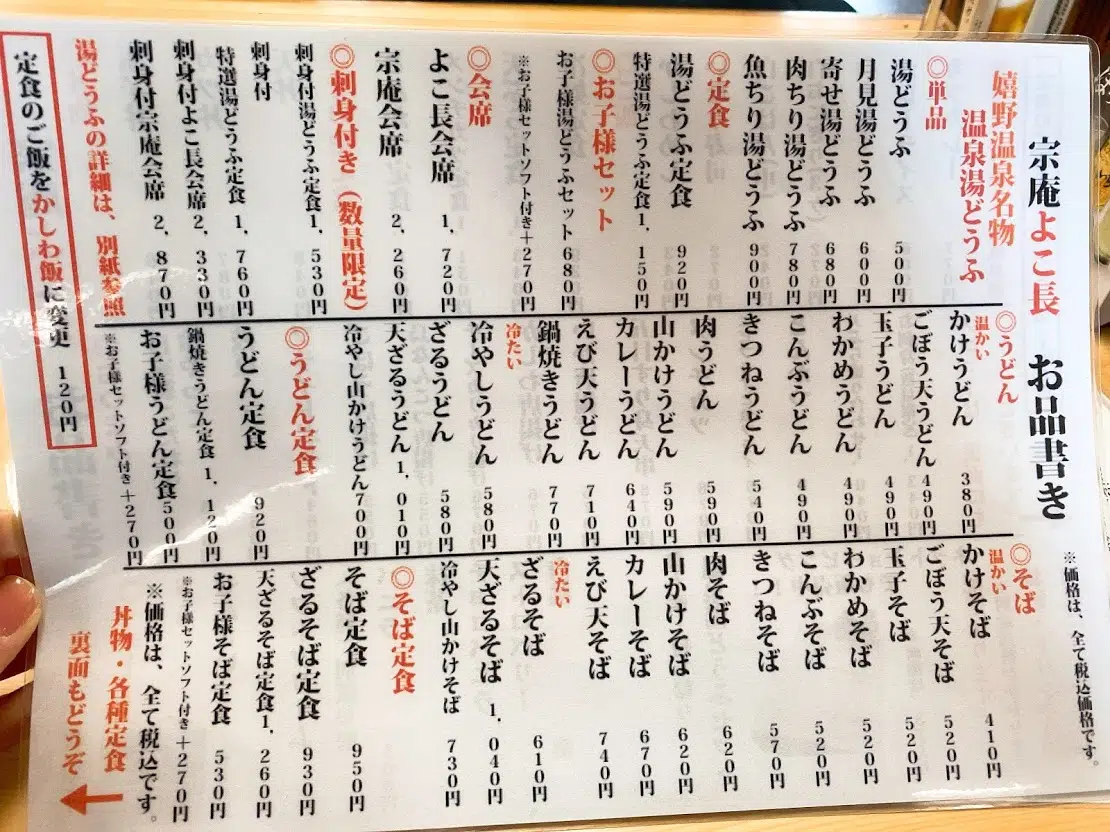 宗庵よこ長 お品書き
※価格は、全て税込価格です。
嬉野温泉名物
温泉湯どうふ
◎単品
湯どうふ 500円
月見湯どうふ 600円
寄せ湯どうふ 680円
肉ちり湯どうふ 780円
魚ちり湯どうふ 900円
◎定食
湯どうふ定食 920円
特選湯どうふ定食 1,150円
◎お子様セット
お子様湯どうふセット 680円
※お子様セットソフト付き+270円
◎会席
よこ長会席 1,720円
宗庵会席 2,260円
◎刺身付き(数量限定)
刺身付湯どうふ定食 1,530円
刺身付
特選湯どうふ定食 1,760円
刺身付よこ長会席 2,330円
刺身付宗庵会席 2,870円
湯どうふの詳細は、別紙参照
定食のご飯をかしわ飯に変更 120円
◎うどん
温かい
かけうどん 380円
ごぼう天うどん 490円
玉子うどん 490円
わかめうどん 490円
こんぶうどん 490円
きつねうどん 540円
肉うどん 590円
山かけうどん 590円
カレーうどん 640円
えび天うどん 710円
鍋焼きうどん 770円
冷たい
冷やしうどん 580円
ざるうどん 580円
天ざるうどん 1,010円
冷やし山かけうどん 700円
◎うどん定食
うどん定食 920円
鍋焼きうどん定食 1,120円
お子様うどん定食 500円
※お子様セットソフト付き+270円
◎そば
温かい
かけそば 410円
ごぼう天そば 520円
玉子そば 520円
わかめそば 520円
こんぶそば 520円
きつねそば 570円
肉そば 620円
山かけそば 620円
カレーそば 670円
えび天そば 740円
冷たい
ざるそば 610円
天ざるそば 1,040円
冷やし山かけそば 730円
◎そば定食
そば定食 950円
ざるそば定食 930円
天ざるそば定食 1,260円
お子様そば定食 530円
※お子様セットソフト付き+270円
※価格は、全て税込です。
丼物・各種定食
裏面もどうぞ